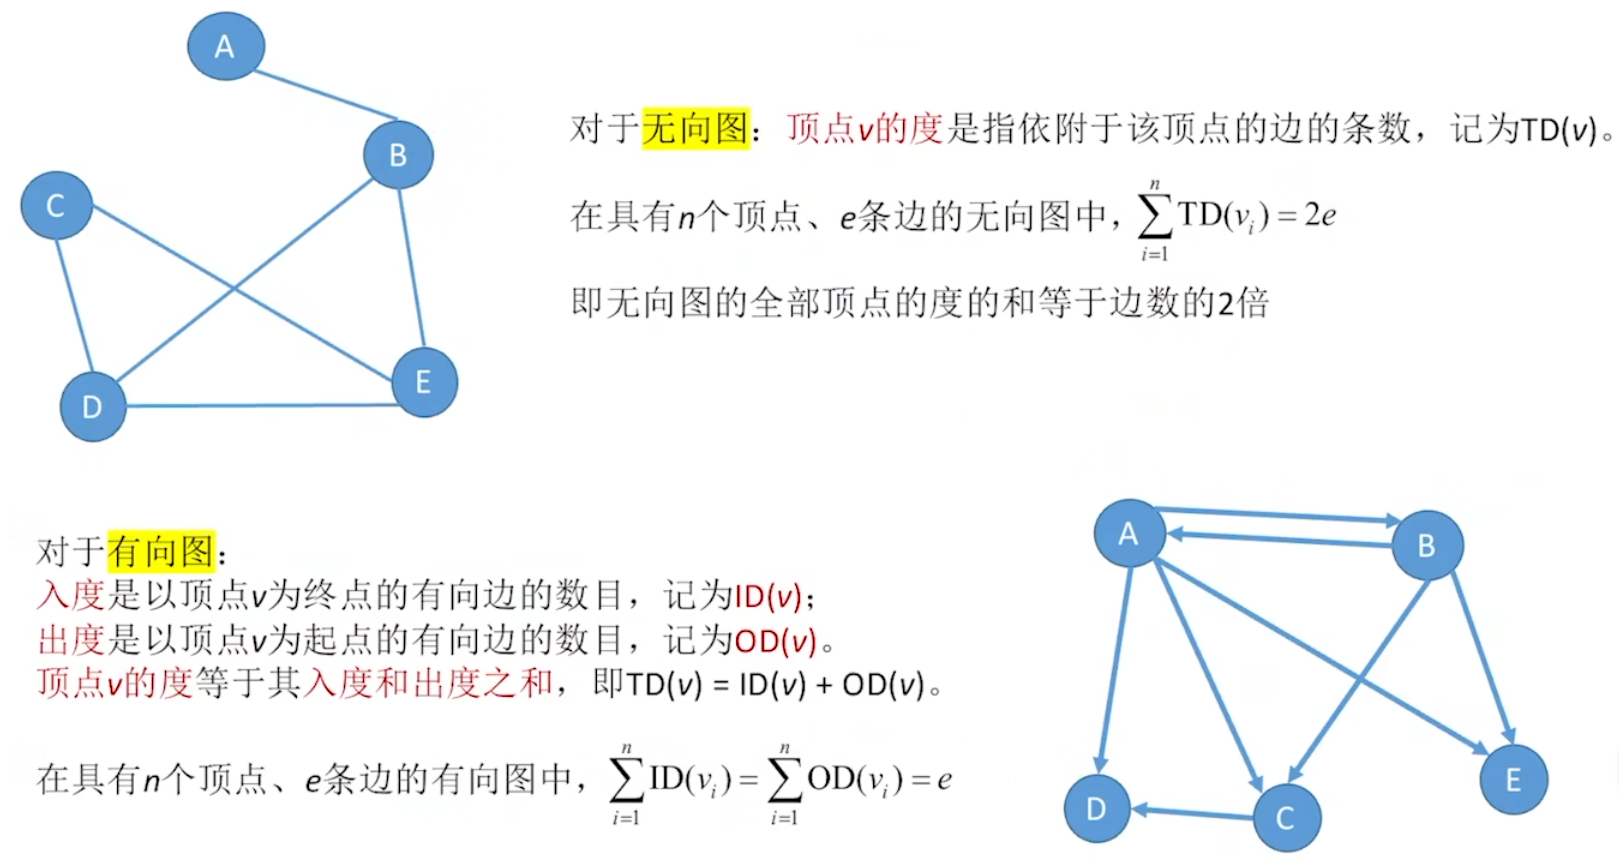 A
B
C
D
E
对于无向图：顶点v的度是指依附于该顶点的边的条数，记为TD(v)。
在具有n个顶点、e条边的无向图中，$\sum_{i=1}^{n} \mathrm{TD}(v_i) = 2e$
即无向图的全部顶点的度的和等于边数的2倍
对于有向图：
入度是以顶点v为终点的有向边的数目，记为ID(v)；
出度是以顶点v为起点的有向边的数目，记为OD(v)。
顶点v的度等于其入度和出度之和，即TD(v) = ID(v) + OD(v)。
在具有n个顶点、e条边的有向图中，$\sum_{i=1}^{n} \mathrm{ID}(v_i) = \sum_{i=1}^{n} \mathrm{OD}(v_i) = e$
A
B
D
C
E